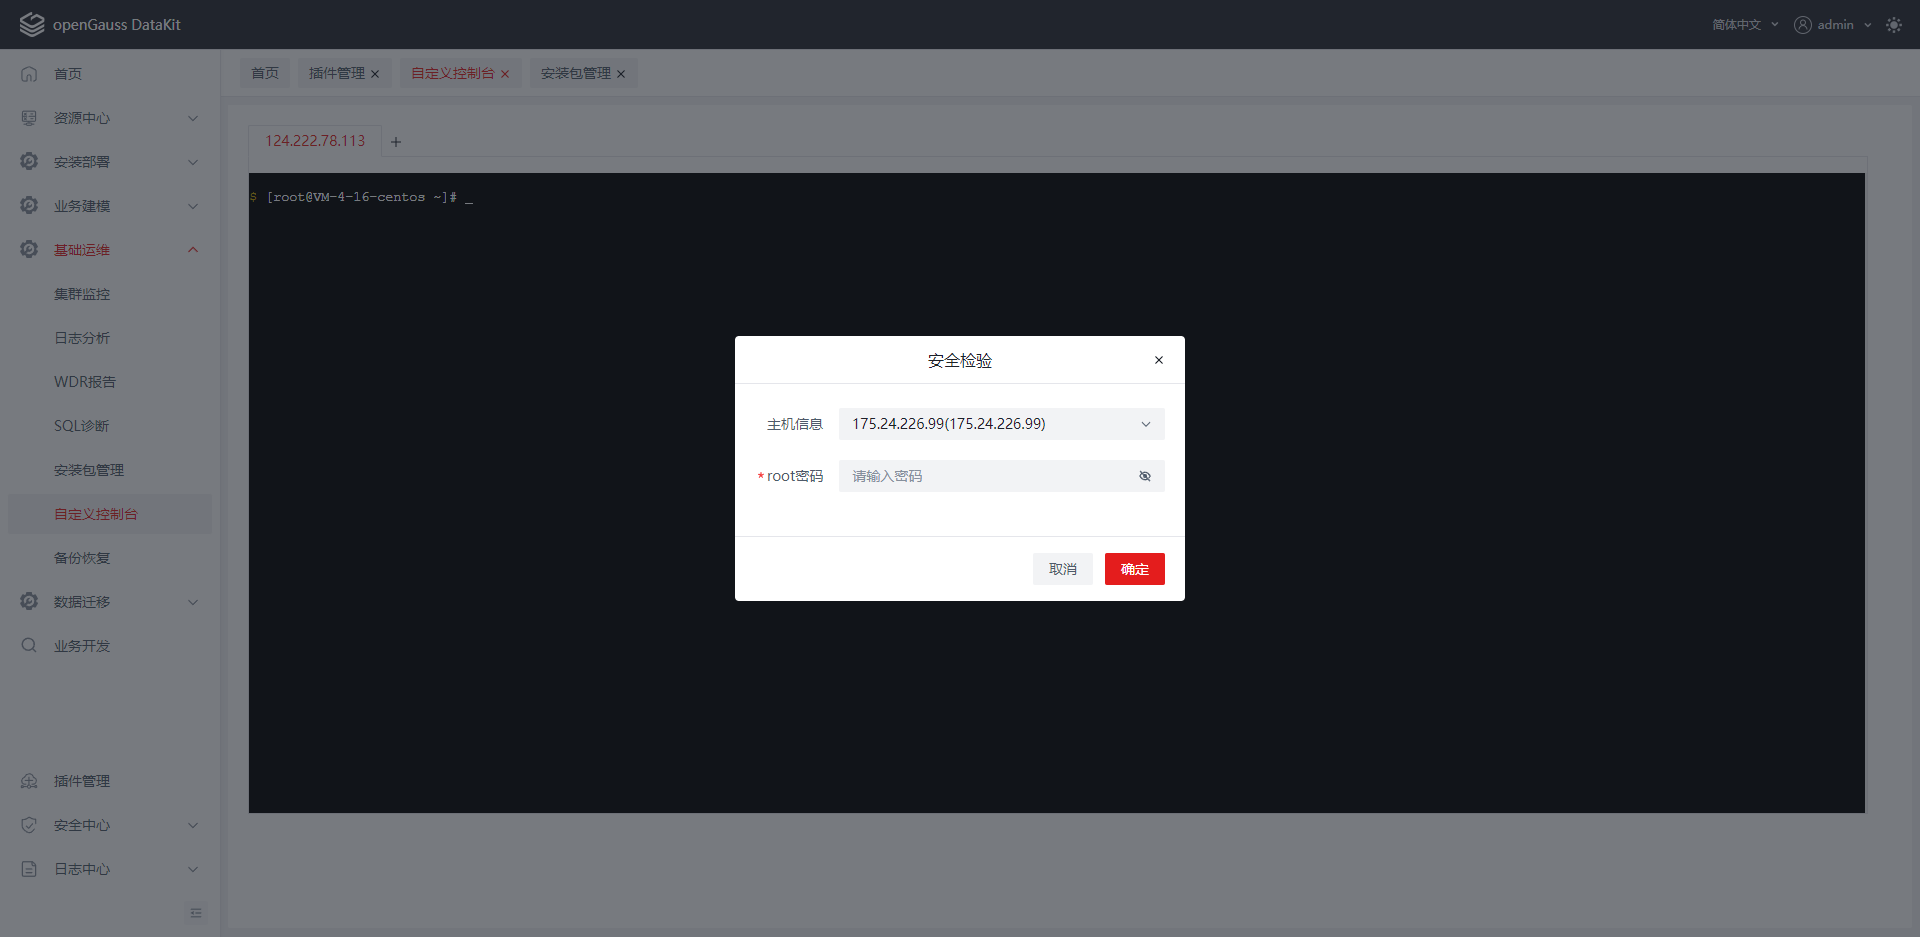 openGauss DataKit
简体中文
admin
首页
资源中心
安装部署
业务建模
基础运维
集群监控
日志分析
WDR报告
SQL诊断
安装包管理
自定义控制台
备份恢复
数据迁移
业务开发
插件管理
安全中心
日志中心
首页 插件管理 自定义控制台 安装包管理
124.222.78.113
$ [root@VM-4-16-centos ~]# _
安全检验
主机信息 175.24.226.99(175.24.226.99)
*root密码 请输入密码
取消 确定